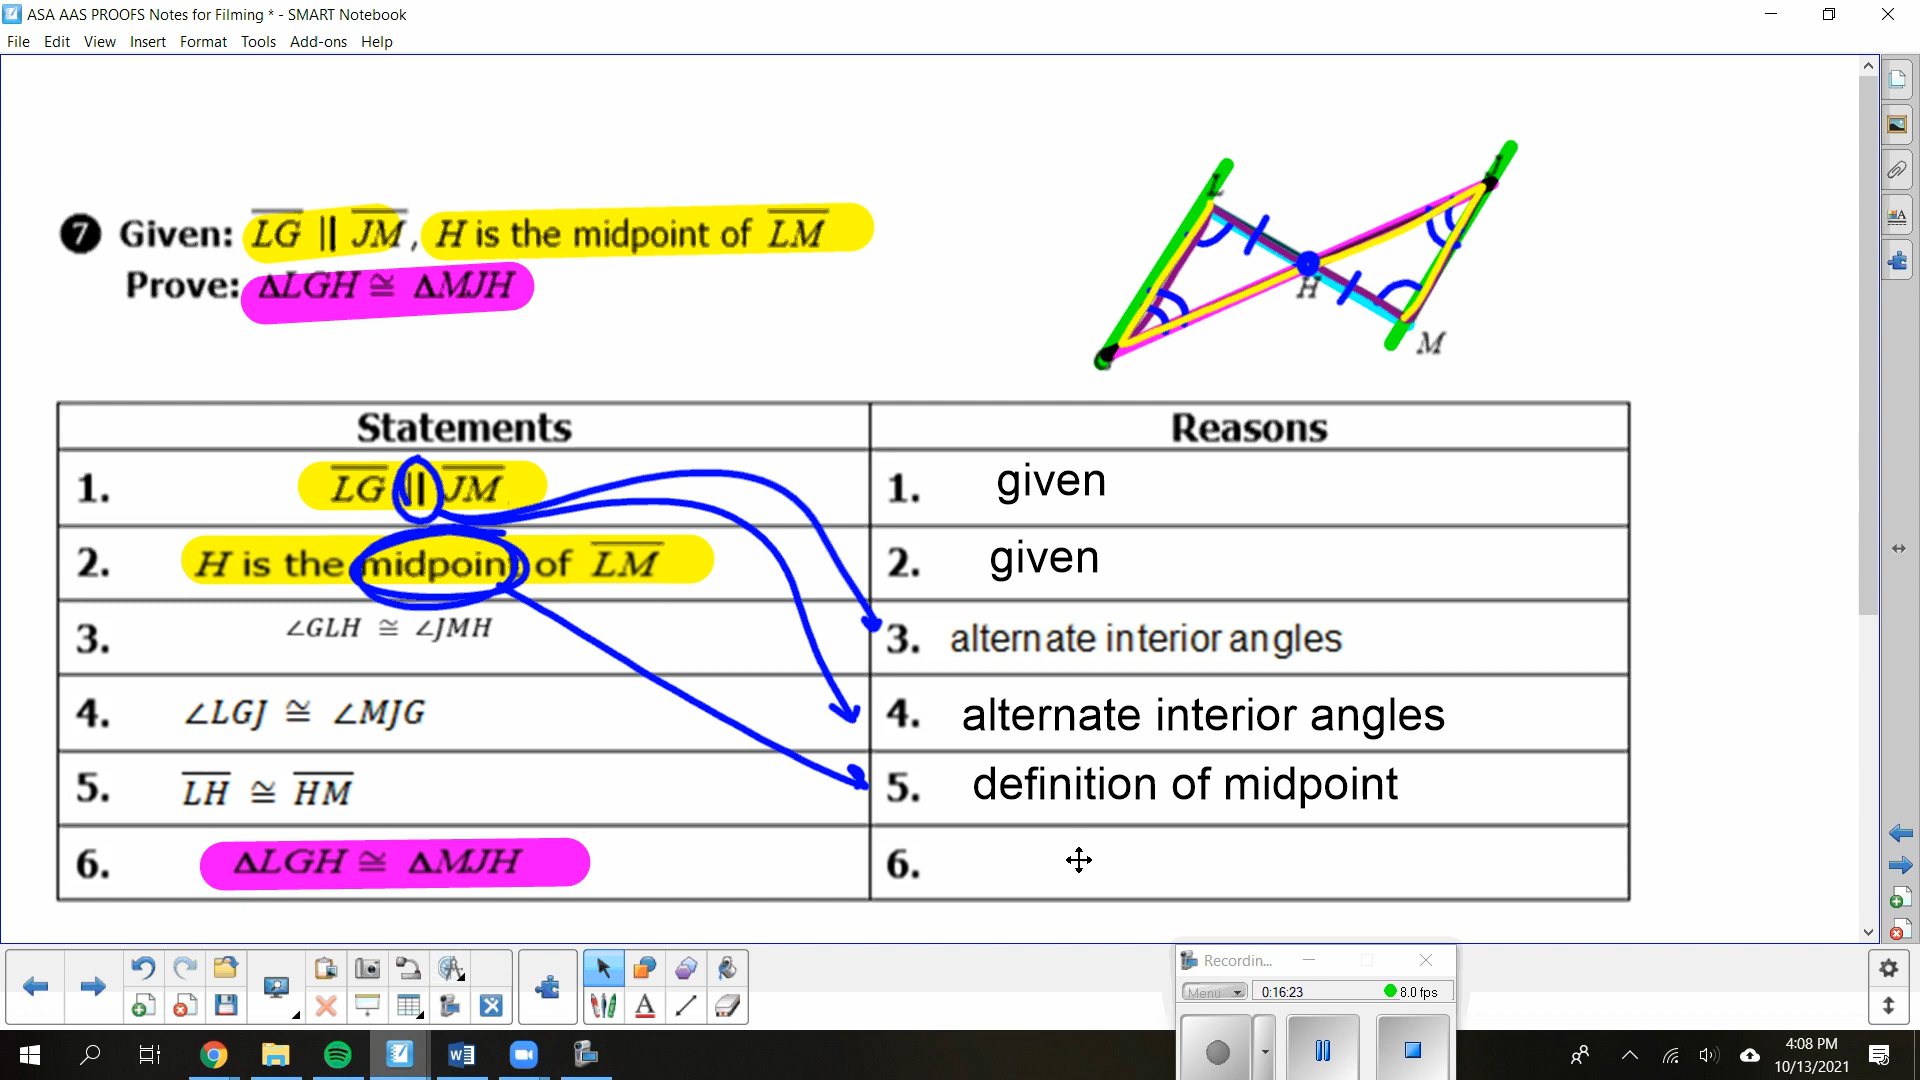 ASA AAS PROOFS Notes for Filming * - SMART Notebook
File Edit View Insert Format Tools Add-ons Help
7 Given: LG || JM, H is the midpoint of LM
Prove: ΔLGH ≅ ΔMJH
L
J
H
M
Statements Reasons
1. LG || JM 1. given
2. H is the midpoint of LM 2. given
3. ∠GLH ≅ ∠JMH 3. alternate interior angles
4. ∠LGJ ≅ ∠MJG 4. alternate interior angles
5. LH ≅ HM 5. definition of midpoint
6. ΔLGH ≅ ΔMJH 6.
Recordin...
Menu 0:16:23 8.0 fps
4:08 PM
10/13/2021